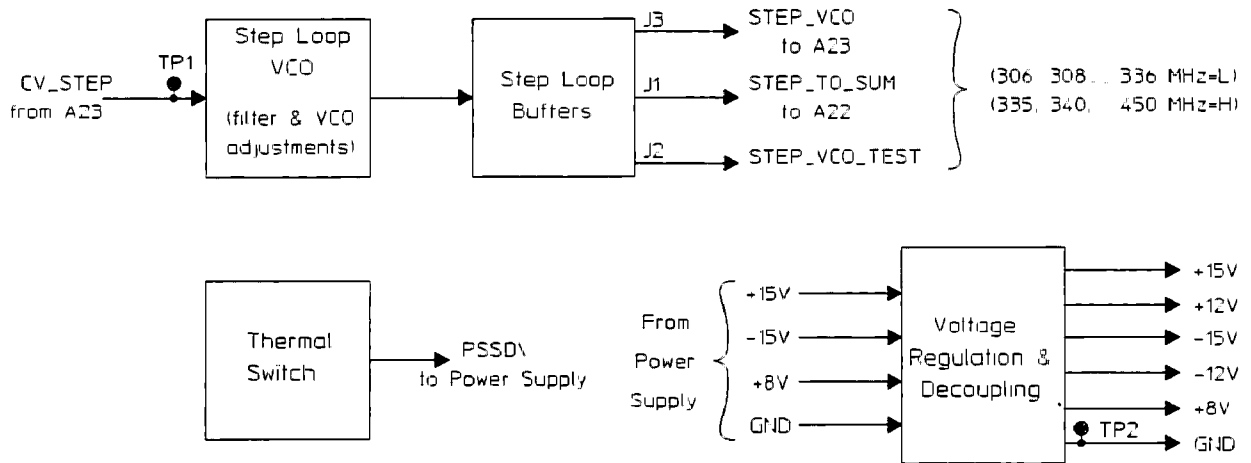 CV_STEP
from A23
TP1
Step Loop
VCO
(filter & VCO
adjustments)
Step Loop
Buffers
J3
STEP_VCO
to A23
J1
STEP_TO_SUM
to A22
J2
STEP_VCO_TEST
(306 308... 336 MHz=L)
(335, 340, 450 MHz=H)
Thermal
Switch
PSSD\
to Power Supply
From
Power
Supply
+15V
-15V
+8V
GND
Voltage
Regulation &
Decoupling
+15V
+12V
-15V
-12V
+8V
TP2
GND